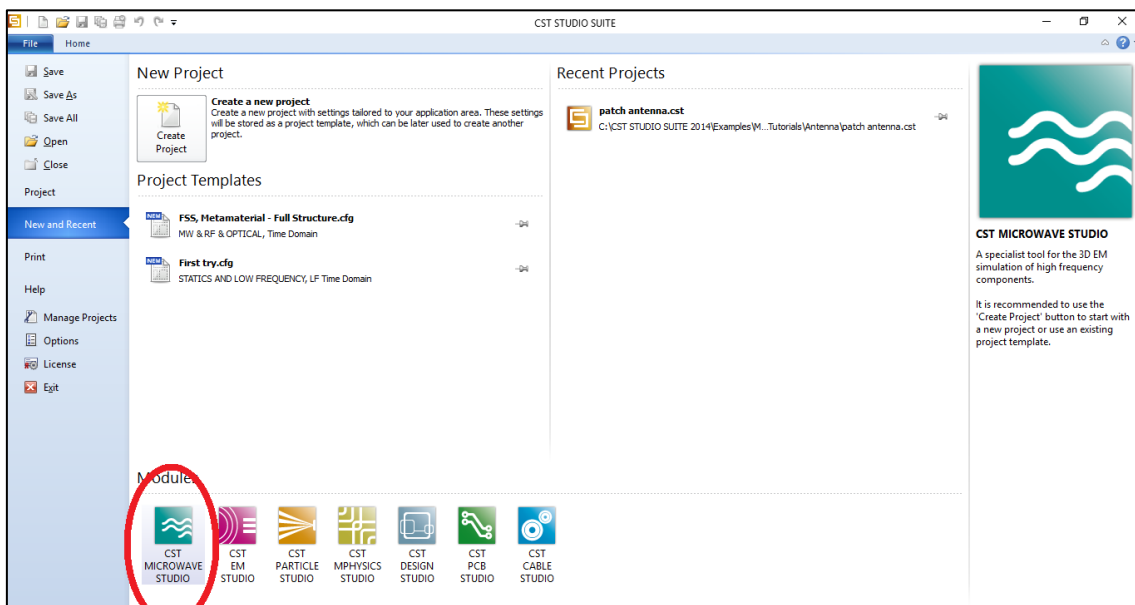 CST STUDIO SUITE
File Home
Save
Save As
Save All
Open
Close
Project
New and Recent
Print
Help
Manage Projects
Options
License
Exit
New Project
Create Project
Create a new project
Create a new project with settings tailored to your application area. These settings
will be stored as a project template, which can be later used to create another
project.
Project Templates
NEW
FSS, Metamaterial - Full Structure.cfg
MW & RF & OPTICAL, Time Domain
NEW
First try.cfg
STATICS AND LOW FREQUENCY, LF Time Domain
Recent Projects
patch antenna.cst
C:\CST STUDIO SUITE 2014\Examples\M...Tutorials\Antenna\patch antenna.cst
Modules
CST
MICROWAVE
STUDIO
CST
EM
STUDIO
CST
PARTICLE
STUDIO
CST
MPHYSICS
STUDIO
CST
DESIGN
STUDIO
CST
PCB
STUDIO
CST
CABLE
STUDIO
CST MICROWAVE STUDIO
A specialist tool for the 3D EM
simulation of high frequency
components.
It is recommended to use the
'Create Project' button to start with
a new project or use an existing
project template.